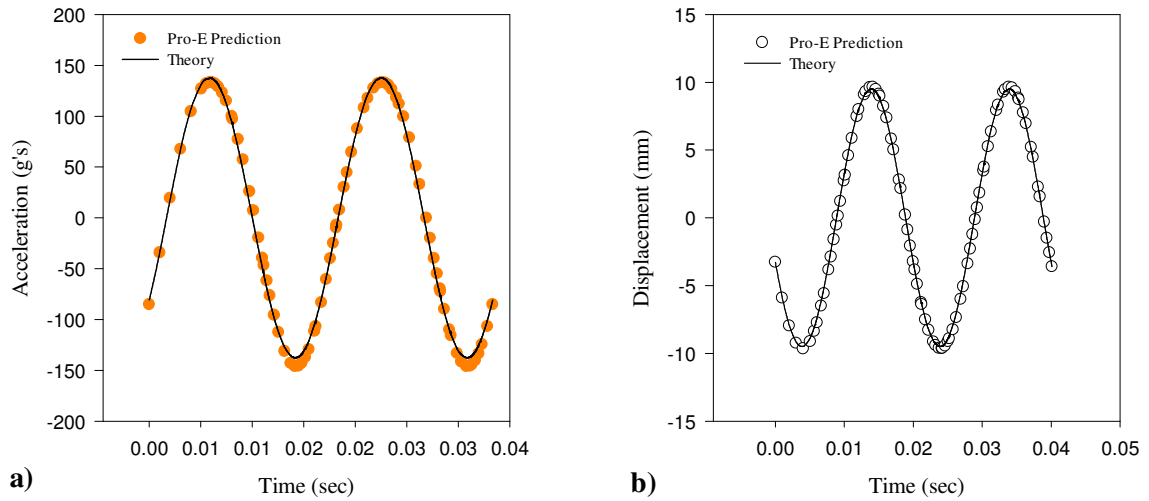 200
150
100
50
0
-50
-100
-150
-200
Acceleration (g's)
Pro-E Prediction
Theory
0.00 0.01 0.01 0.02 0.02 0.03 0.03 0.04
Time (sec)
a)
15
10
5
0
-5
-10
-15
Displacement (mm)
Pro-E Prediction
Theory
0.00 0.01 0.02 0.03 0.04 0.05
Time (sec)
b)